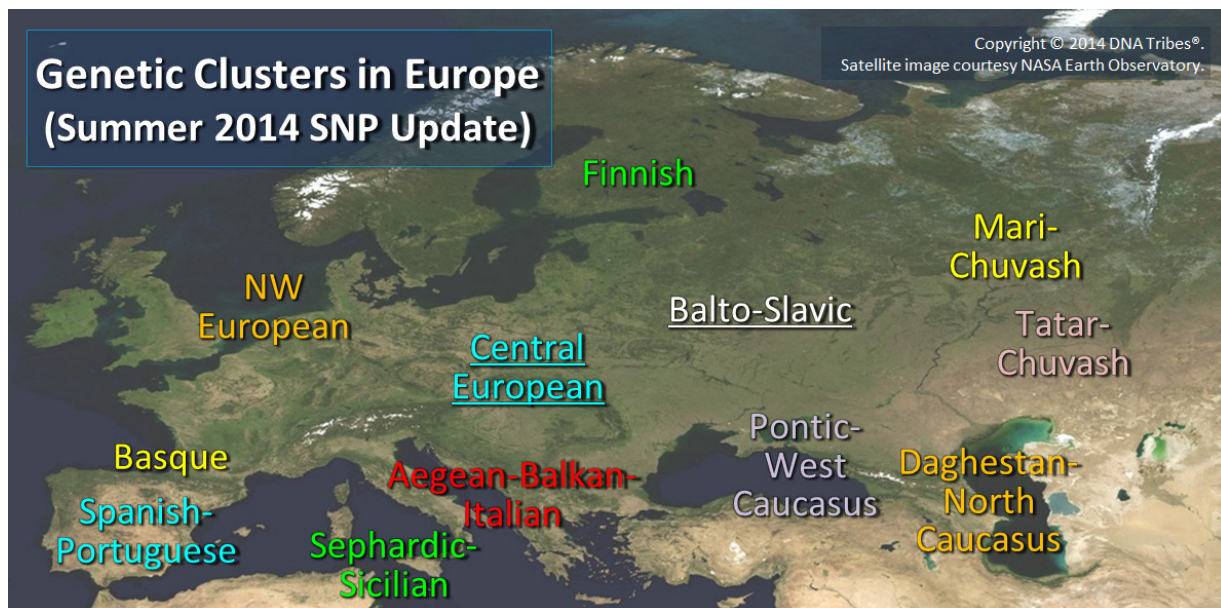 Genetic Clusters in Europe
(Summer 2014 SNP Update)
Copyright © 2014 DNA Tribes®.
Satellite image courtesy NASA Earth Observatory.
Finnish
Mari-
Chuvash
NW
European
Balto-Slavic
Tatar-
Chuvash
Central
European
Pontic-
West
Caucasus
Basque
Aegean-Balkan-
Italian
Daghestan-
North
Caucasus
Spanish-
Portuguese
Sephardic-
Sicilian